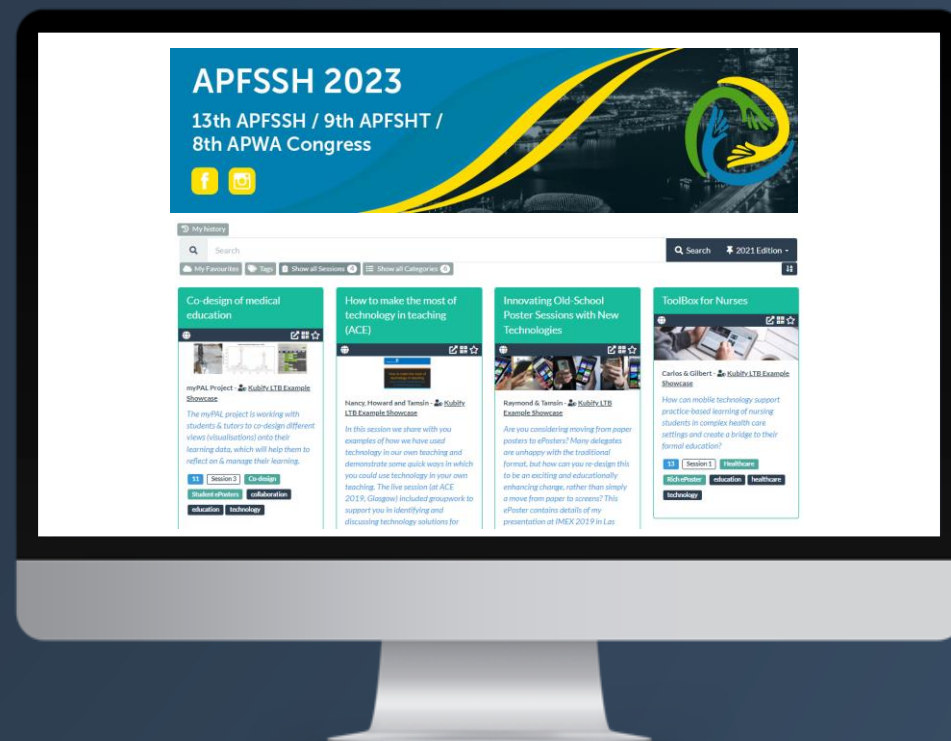 APFSSH 2023
13th APFSSH / 9th APFSHT /
8th APWA Congress
My history
Search
Search
2021 Edition
My Favourites
Tags
Show all Sessions
Show all Categories
Co-design of medical
education
myPAL Project - Kubify LTB Example
Showcase
The myPAL project is working with
students & tutors to co-design different
views (visualisations) onto their
learning data, which will help them to
reflect on & manage their learning.
11 Session 3 Co-design
Student ePosters collaboration
education technology
How to make the most of
technology in teaching
(ACE)
Nancy, Howard and Tamsin - Kubify
LTB Example Showcase
In this session we share with you
examples of how we have used
technology in our own teaching and
demonstrate some quick ways in which
you could use technology in your own
teaching. The live session (at ACE
2019, Glasgow) included groupwork to
support you in identifying and
discussing technology solutions for
Innovating Old-School
Poster Sessions with New
Technologies
Raymond & Tamsin - Kubify LTB
Example Showcase
Are you considering moving from paper
posters to ePosters? Many delegates
are unhappy with the traditional
format, but how can you re-design this
to be an exciting and educationally
enhancing change, rather than simply
a move from paper to screens? This
ePoster contains details of my
presentation at IMEX 2019 in Las
ToolBox for Nurses
Carlos & Gilbert - Kubify LTB Example
Showcase
How can mobile technology support
practice-based learning of nursing
students in complex health care
settings and create a bridge to their
formal education?
13 Session 1 Healthcare
Rich ePoster education healthcare
technology